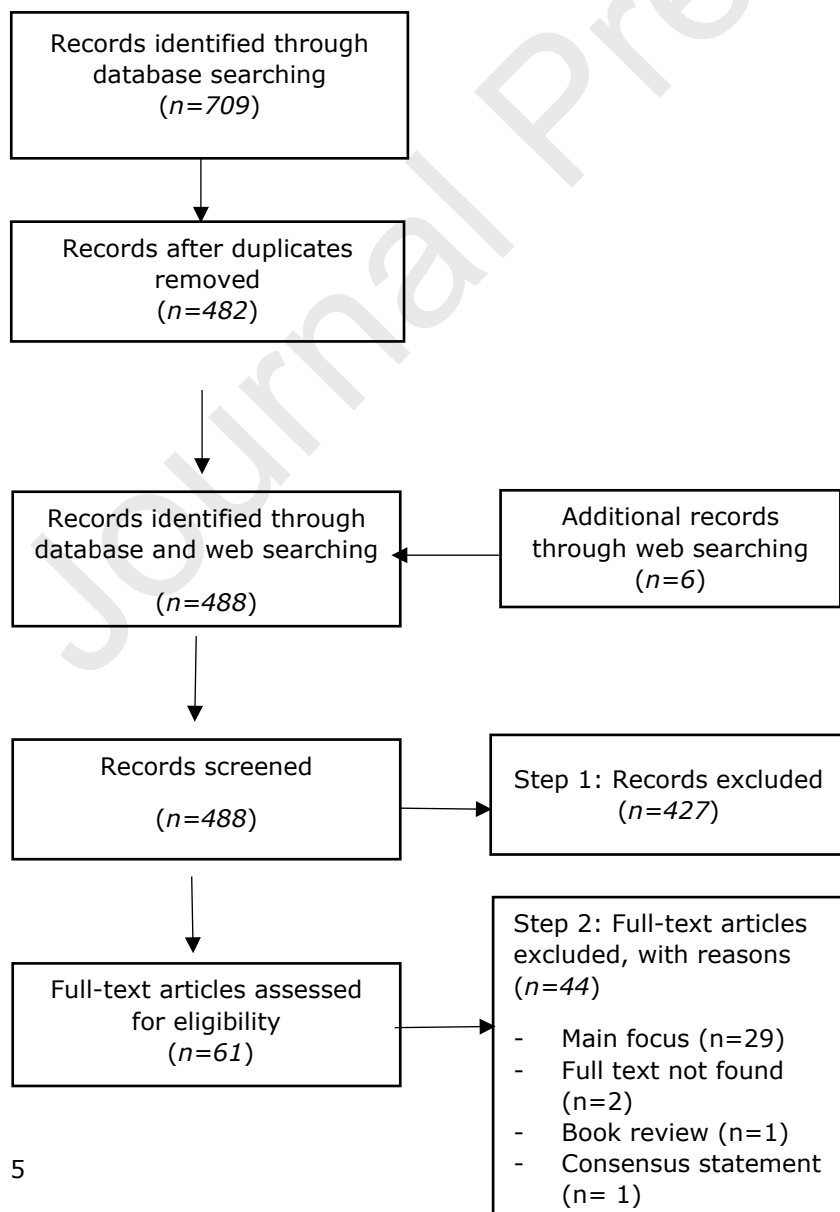 Records identified through
database searching
(n=709)
Records after duplicates
removed
(n=482)
Records identified through
database and web searching
(n=488)
Additional records
through web searching
(n=6)
Records screened
(n=488)
Step 1: Records excluded
(n=427)
Full-text articles assessed
for eligibility
(n=61)
Step 2: Full-text articles
excluded, with reasons
(n=44)
- Main focus (n=29)
- Full text not found
(n=2)
- Book review (n=1)
- Consensus statement
(n= 1)
5
Journal Pre